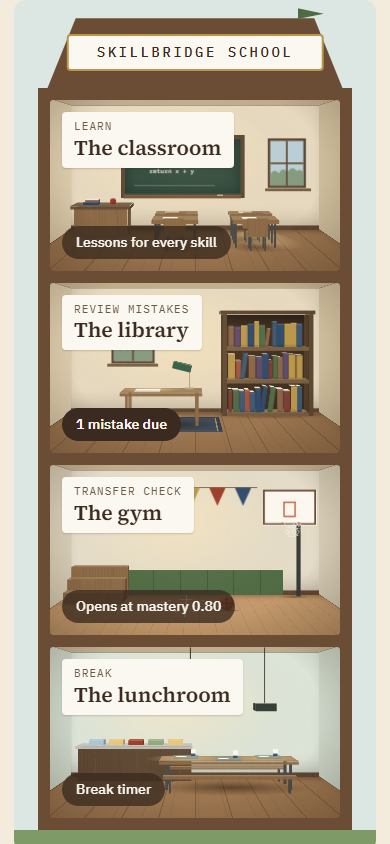 SKILLBRIDGE SCHOOL
LEARN
The classroom
return x + y
Lessons for every skill
REVIEW MISTAKES
The library
1 mistake due
TRANSFER CHECK
The gym
Opens at mastery 0.80
BREAK
The lunchroom
Break timer